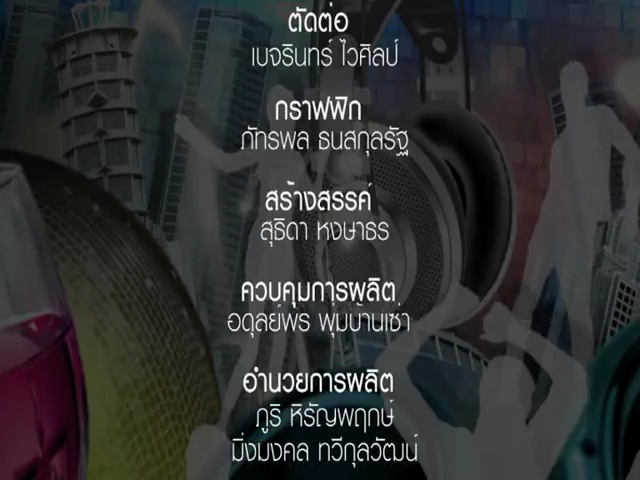 ตัดต่อ
เบจรินทร์ ไวศิลป์
กราฟฟิก
ภัทรพล ธนสกุลรัฐ
สร้างสรรค์
สุธิดา หงษาธร
ควบคุมการผลิต
อดุลย์พร พุ่มบ้านเซ่า
อำนวยการผลิต
ภูริ หิรัญพฤกษ์
มิ่งมงคล ทวีกุลวัฒน์